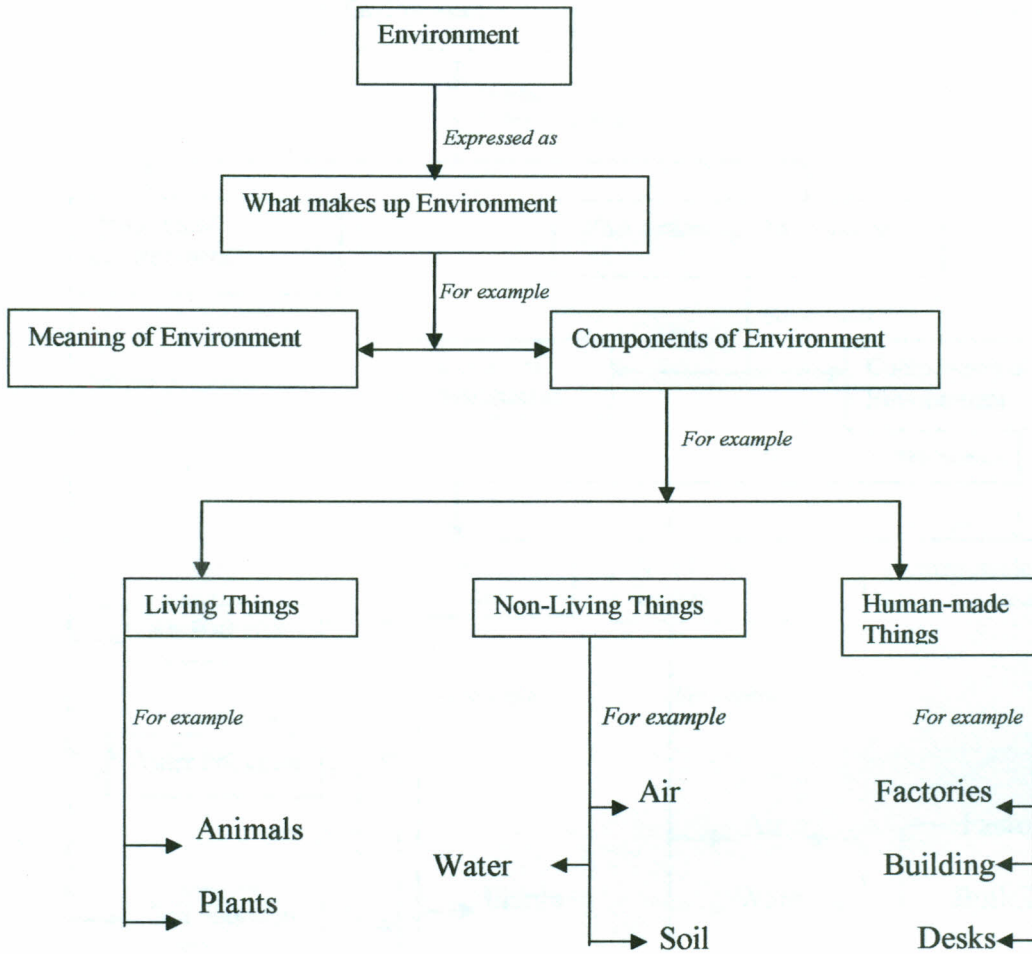 Environment
Expressed as
What makes up Environment
For example
Meaning of Environment
Components of Environment
For example
Living Things
Non-Living Things
Human-made
Things
For example
For example
For example
Air
Factories
Animals
Water
Building
Plants
Soil
Desks